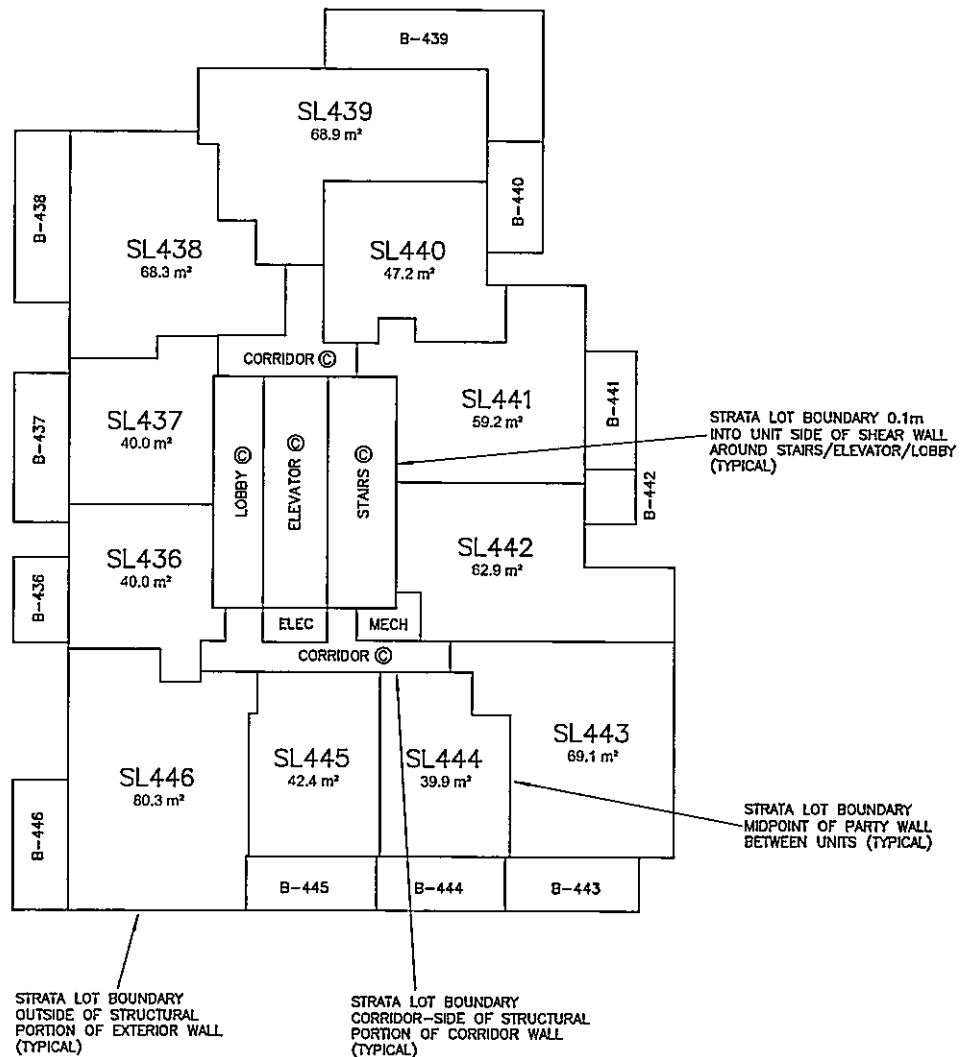 B-439
SL439
68.9 m²
B-438
B-440
SL438
68.3 m²
SL440
47.2 m²
CORRIDOR ©
B-437
SL437
40.0 m²
SL441
59.2 m²
B-441
STRATA LOT BOUNDARY 0.1m
INTO UNIT SIDE OF SHEAR WALL
AROUND STAIRS/ELEVATOR/LOBBY
(TYPICAL)
LOBBY ©
ELEVATOR ©
STAIRS ©
B-442
B-436
SL436
40.0 m²
SL442
62.9 m²
ELEC
MECH
CORRIDOR ©
SL443
69.1 m²
SL446
80.3 m²
SL445
42.4 m²
SL444
39.9 m²
B-446
STRATA LOT BOUNDARY
MIDPOINT OF PARTY WALL
BETWEEN UNITS (TYPICAL)
B-445
B-444
B-443
STRATA LOT BOUNDARY
OUTSIDE OF STRUCTURAL
PORTION OF EXTERIOR WALL
(TYPICAL)
STRATA LOT BOUNDARY
CORRIDOR-SIDE OF STRUCTURAL
PORTION OF CORRIDOR WALL
(TYPICAL)